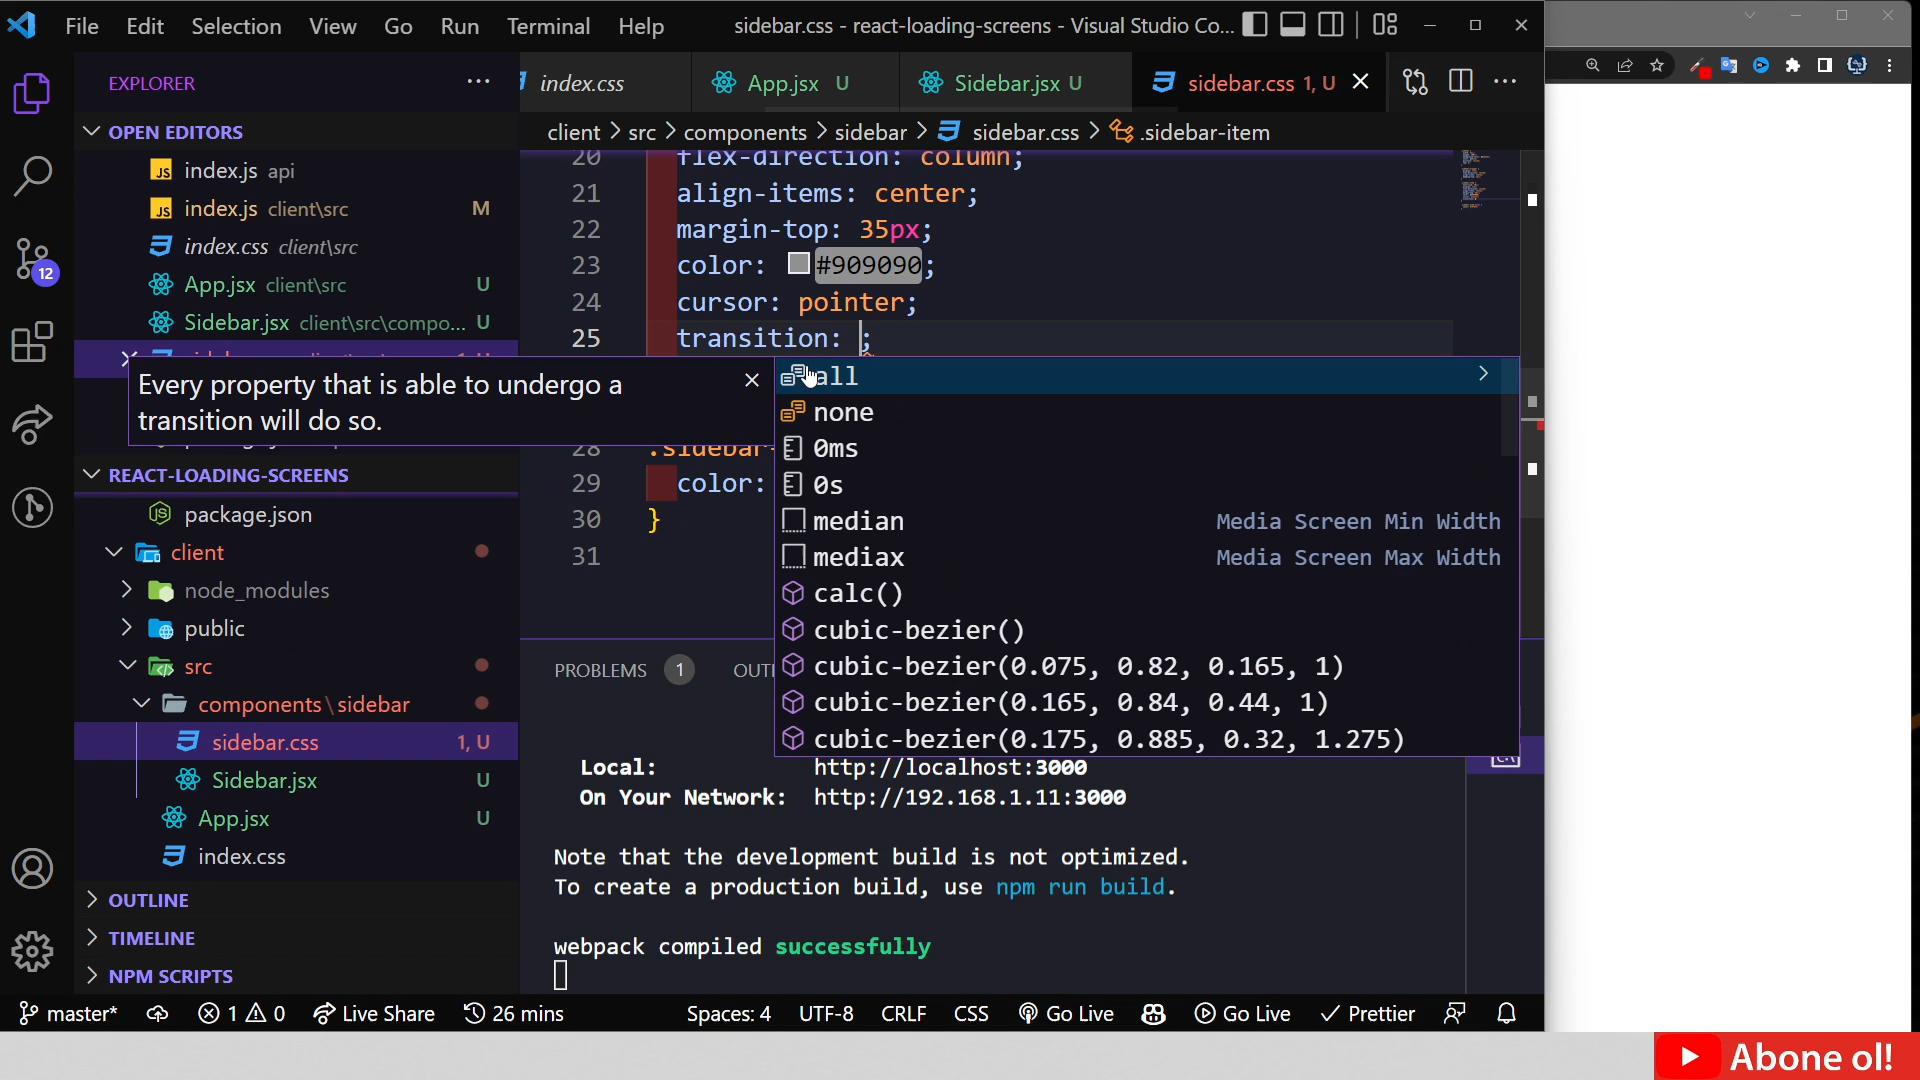 File Edit Selection View Go Run Terminal Help
sidebar.css - react-loading-screens - Visual Studio Co...
EXPLORER
index.css
App.jsx U
Sidebar.jsx U
sidebar.css 1, U
OPEN EDITORS
client > src > components > sidebar > sidebar.css > .sidebar-item
index.js api
index.js client\src M
index.css client\src
App.jsx client\src U
Sidebar.jsx client\src\compo... U
20 flex-direction: column;
21 align-items: center;
22 margin-top: 35px;
23 color: #909090;
24 cursor: pointer;
25 transition: ;
Every property that is able to undergo a
transition will do so.
all
none
0ms
0s
median Media Screen Min Width
mediax Media Screen Max Width
calc()
cubic-bezier()
cubic-bezier(0.075, 0.82, 0.165, 1)
cubic-bezier(0.165, 0.84, 0.44, 1)
cubic-bezier(0.175, 0.885, 0.32, 1.275)
28 .sidebar-
29 color:
30 }
31
REACT-LOADING-SCREENS
package.json
client
node_modules
public
src
components\sidebar
sidebar.css 1, U
Sidebar.jsx U
App.jsx U
index.css
OUTLINE
TIMELINE
NPM SCRIPTS
12
PROBLEMS 1
Local: http://localhost:3000
On Your Network: http://192.168.1.11:3000
Note that the development build is not optimized.
To create a production build, use npm run build.
webpack compiled successfully
master* 1 0 Live Share 26 mins Spaces: 4 UTF-8 CRLF CSS Go Live Go Live Prettier
Abone ol!